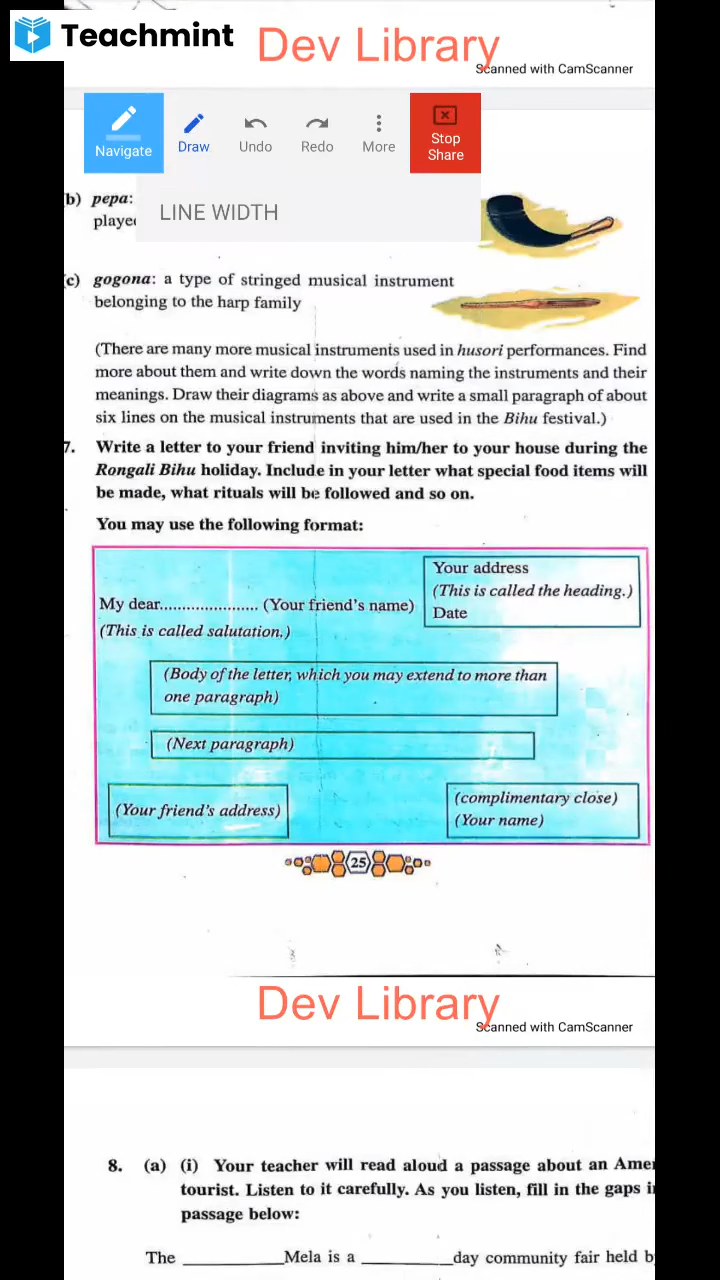 Teachmint
Dev Library
Scanned with CamScanner
Navigate
Draw
Undo
Redo
More
Stop
Share
LINE WIDTH
b) pepa:
playe
c) gogona: a type of stringed musical instrument
belonging to the harp family
(There are many more musical instruments used in husori performances. Find
more about them and write down the words naming the instruments and their
meanings. Draw their diagrams as above and write a small paragraph of about
six lines on the musical instruments that are used in the Bihu festival.)
7. Write a letter to your friend inviting him/her to your house during the
Rongali Bihu holiday. Include in your letter what special food items will
be made, what rituals will be followed and so on.
You may use the following format:
Your address
(This is called the heading.)
Date
My dear...................... (Your friend's name)
(This is called salutation.)
(Body of the letter, which you may extend to more than
one paragraph)
(Next paragraph)
(Your friend's address)
(complimentary close)
(Your name)
25
Dev Library
Scanned with CamScanner
8. (a) (i) Your teacher will read aloud a passage about an Ame
tourist. Listen to it carefully. As you listen, fill in the gaps i
passage below:
The ___________ Mela is a __________ day community fair held b